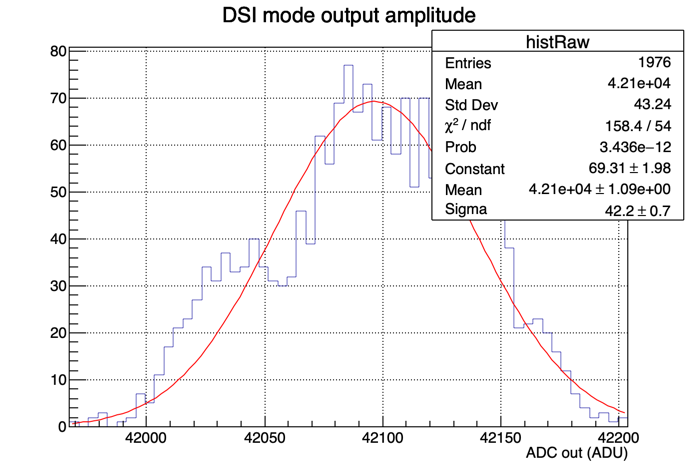 DSI mode output amplitude
histRaw
Entries 1976
Mean 4.21e+04
Std Dev 43.24
χ² / ndf 158.4 / 54
Prob 3.436e−12
Constant 69.31 ± 1.98
Mean 4.21e+04 ± 1.09e+00
Sigma 42.2 ± 0.7
80
70
60
50
40
30
20
10
0
42000 42050 42100 42150 42200
ADC out (ADU)